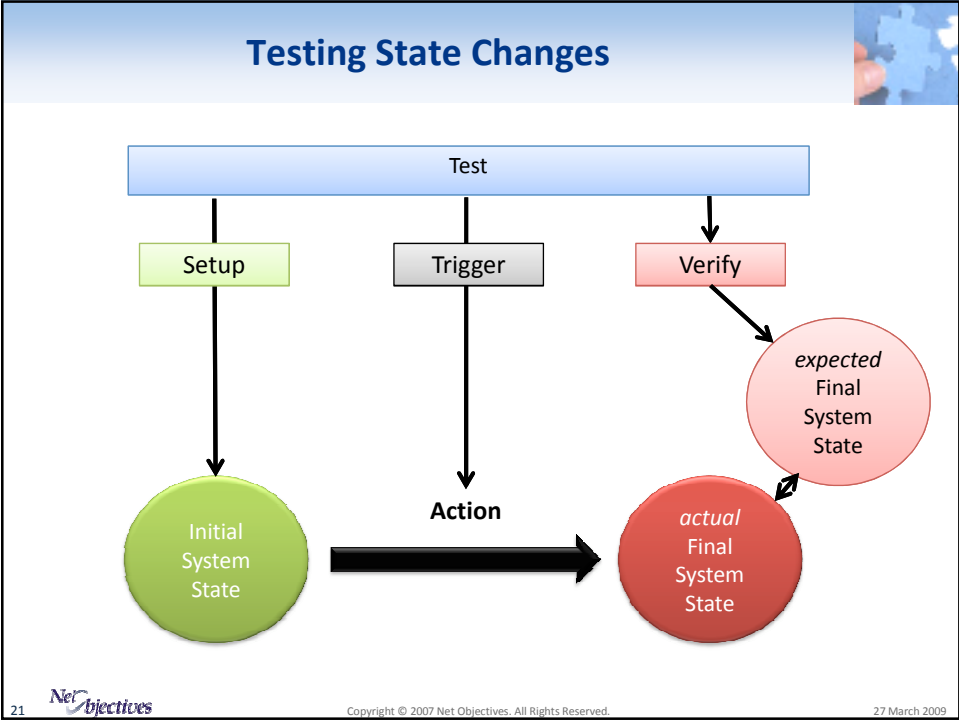 Testing State Changes
Test
Setup
Trigger
Verify
expected
Final
System
State
Action
Initial
System
State
actual
Final
System
State
21
Net Objectives
Copyright © 2007 Net Objectives. All Rights Reserved.
27 March 2009